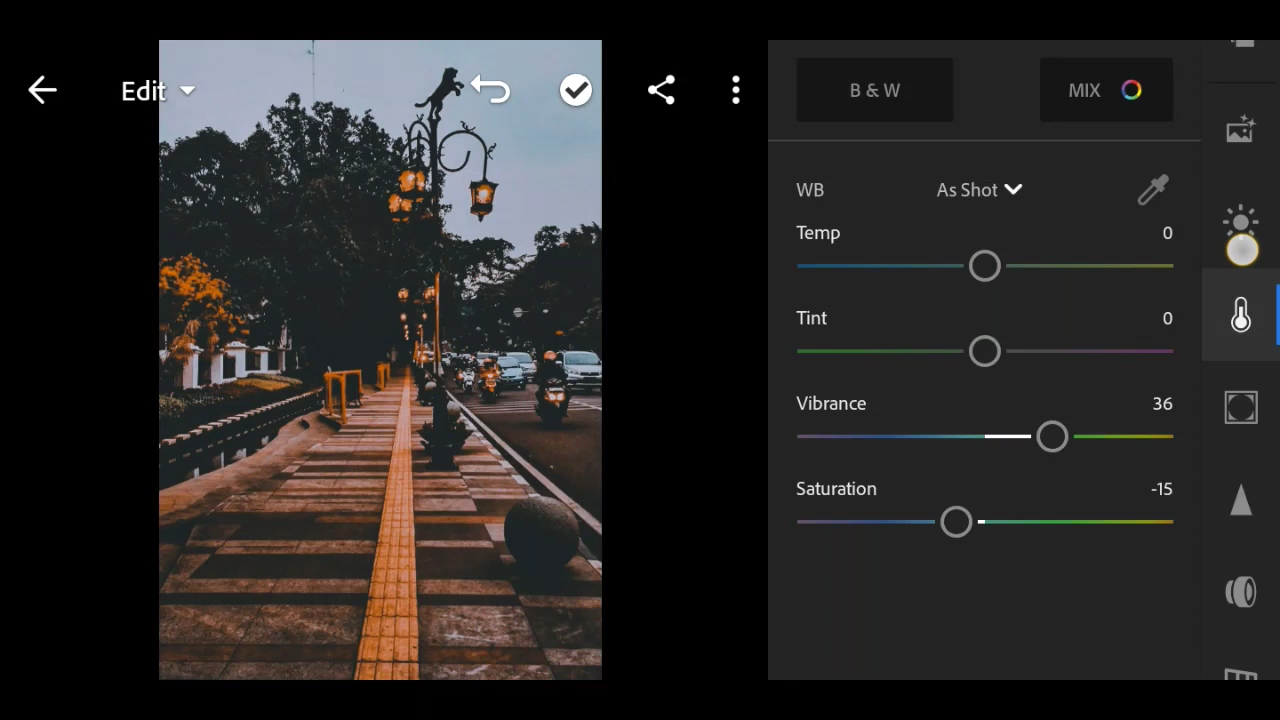 Edit
B & W
MIX
WB As Shot
Temp 0
Tint 0
Vibrance 36
Saturation -15